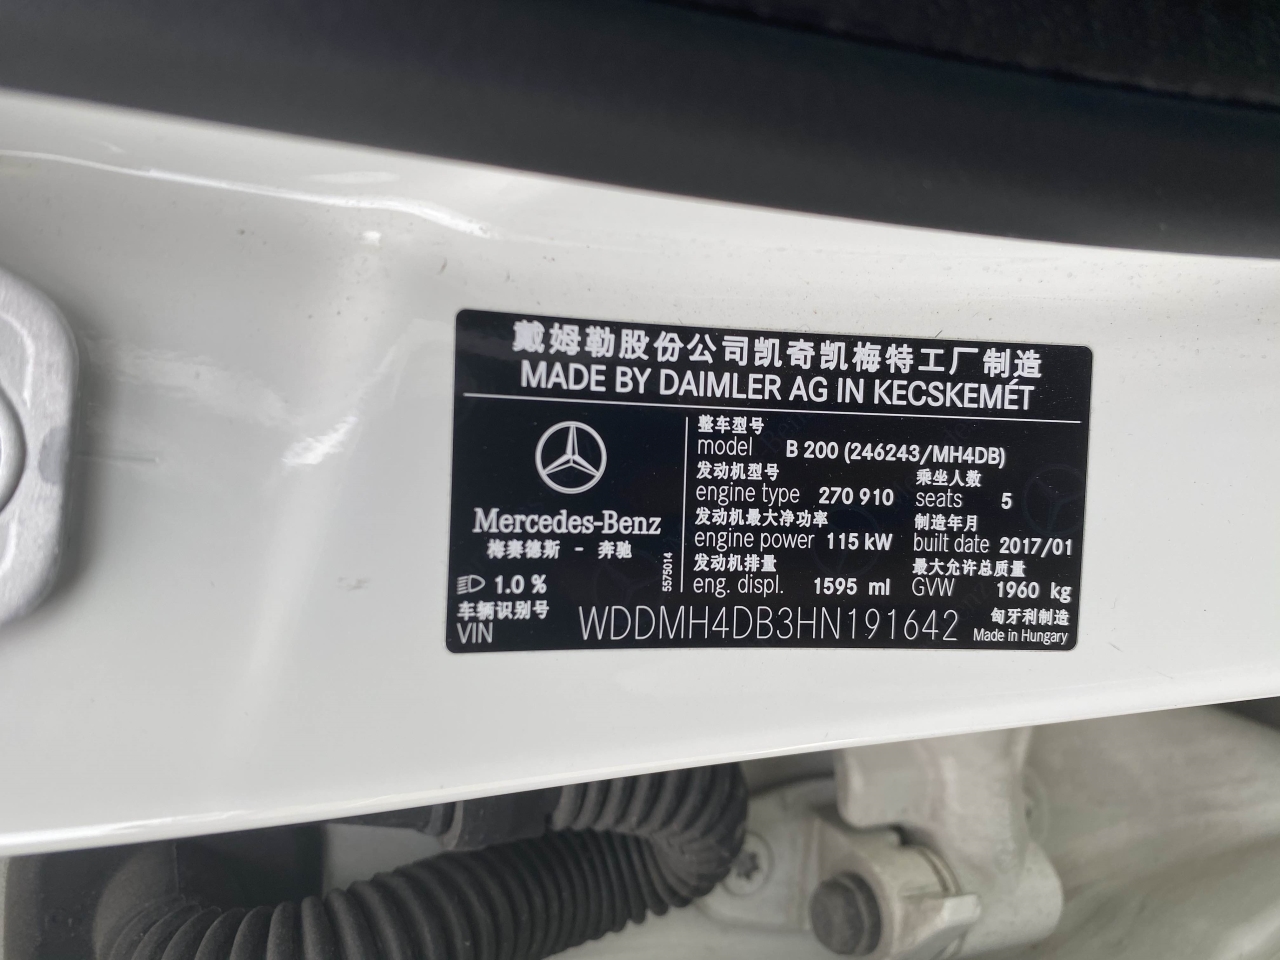 戴姆勒股份公司凯奇凯梅特工厂制造
MADE BY DAIMLER AG IN KECSKEMÉT
Mercedes-Benz
梅赛德斯 - 奔驰
1.0 %
5575014
整车型号
model B 200 (246243/MH4DB)
发动机型号 乘坐人数
engine type 270 910 seats 5
发动机最大净功率 制造年月
engine power 115 kW built date 2017/01
发动机排量 最大允许总质量
eng. displ. 1595 ml GVW 1960 kg
车辆识别号
VIN WDDMH4DB3HN191642
匈牙利制造
Made in Hungary